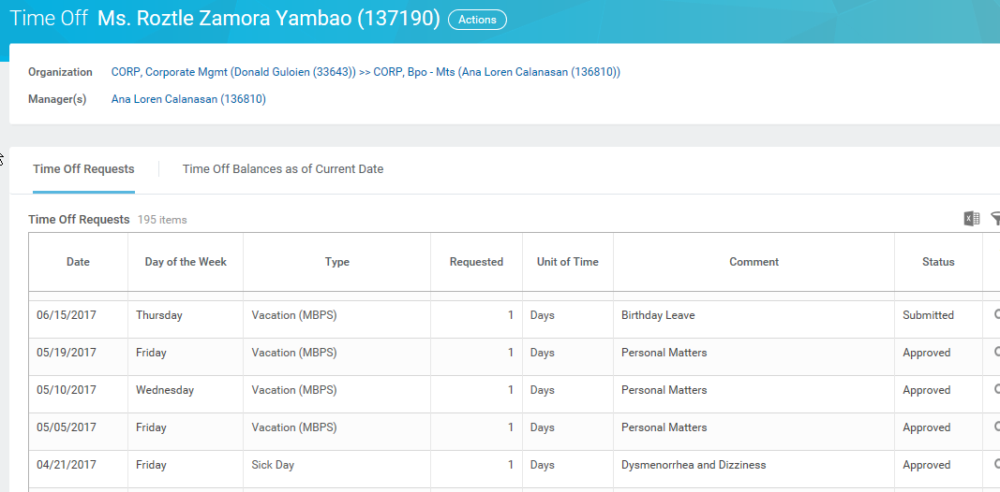 Time Off Ms. Roztle Zamora Yambao (137190) Actions
Organization CORP, Corporate Mgmt (Donald Guloien (33643)) >> CORP, Bpo - Mts (Ana Loren Calanasan (136810))
Manager(s) Ana Loren Calanasan (136810)
Time Off Requests Time Off Balances as of Current Date
Time Off Requests 195 items
Date Day of the Week Type Requested Unit of Time Comment Status
06/15/2017 Thursday Vacation (MBPS) 1 Days Birthday Leave Submitted
05/19/2017 Friday Vacation (MBPS) 1 Days Personal Matters Approved
05/10/2017 Wednesday Vacation (MBPS) 1 Days Personal Matters Approved
05/05/2017 Friday Vacation (MBPS) 1 Days Personal Matters Approved
04/21/2017 Friday Sick Day 1 Days Dysmenorrhea and Dizziness Approved